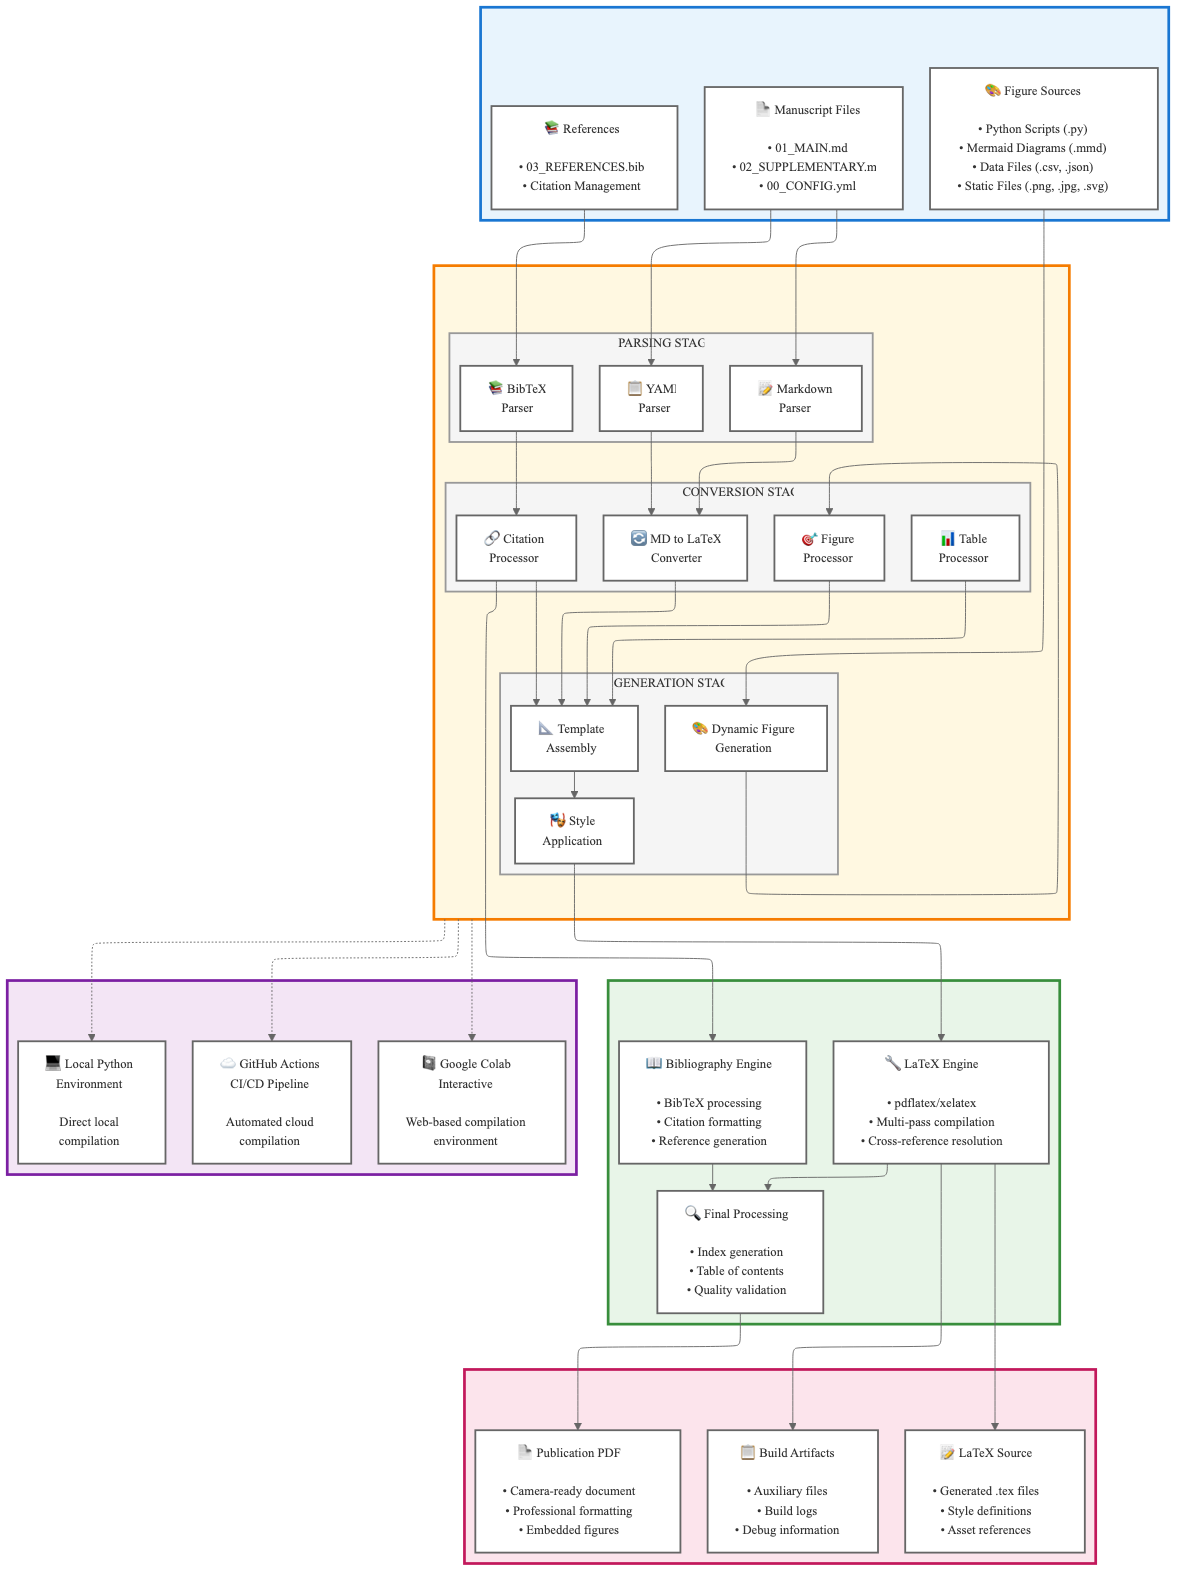 References
• 03_REFERENCES.bib
• Citation Management
Manuscript Files
• 01_MAIN.md
• 02_SUPPLEMENTARY.m
• 00_CONFIG.yml
Figure Sources
• Python Scripts (.py)
• Mermaid Diagrams (.mmd)
• Data Files (.csv, .json)
• Static Files (.png, .jpg, .svg)
PARSING STAG
BibTeX
Parser
YAML
Parser
Markdown
Parser
CONVERSION STAG
Citation
Processor
MD to LaTeX
Converter
Figure
Processor
Table
Processor
GENERATION STAG
Template
Assembly
Dynamic Figure
Generation
Style
Application
Local Python
Environment
Direct local
compilation
GitHub Actions
CI/CD Pipeline
Automated cloud
compilation
Google Colab
Interactive
Web-based compilation
environment
Bibliography Engine
• BibTeX processing
• Citation formatting
• Reference generation
LaTeX Engine
• pdflatex/xelatex
• Multi-pass compilation
• Cross-reference resolution
Final Processing
• Index generation
• Table of contents
• Quality validation
Publication PDF
• Camera-ready document
• Professional formatting
• Embedded figures
Build Artifacts
• Auxiliary files
• Build logs
• Debug information
LaTeX Source
• Generated .tex files
• Style definitions
• Asset references